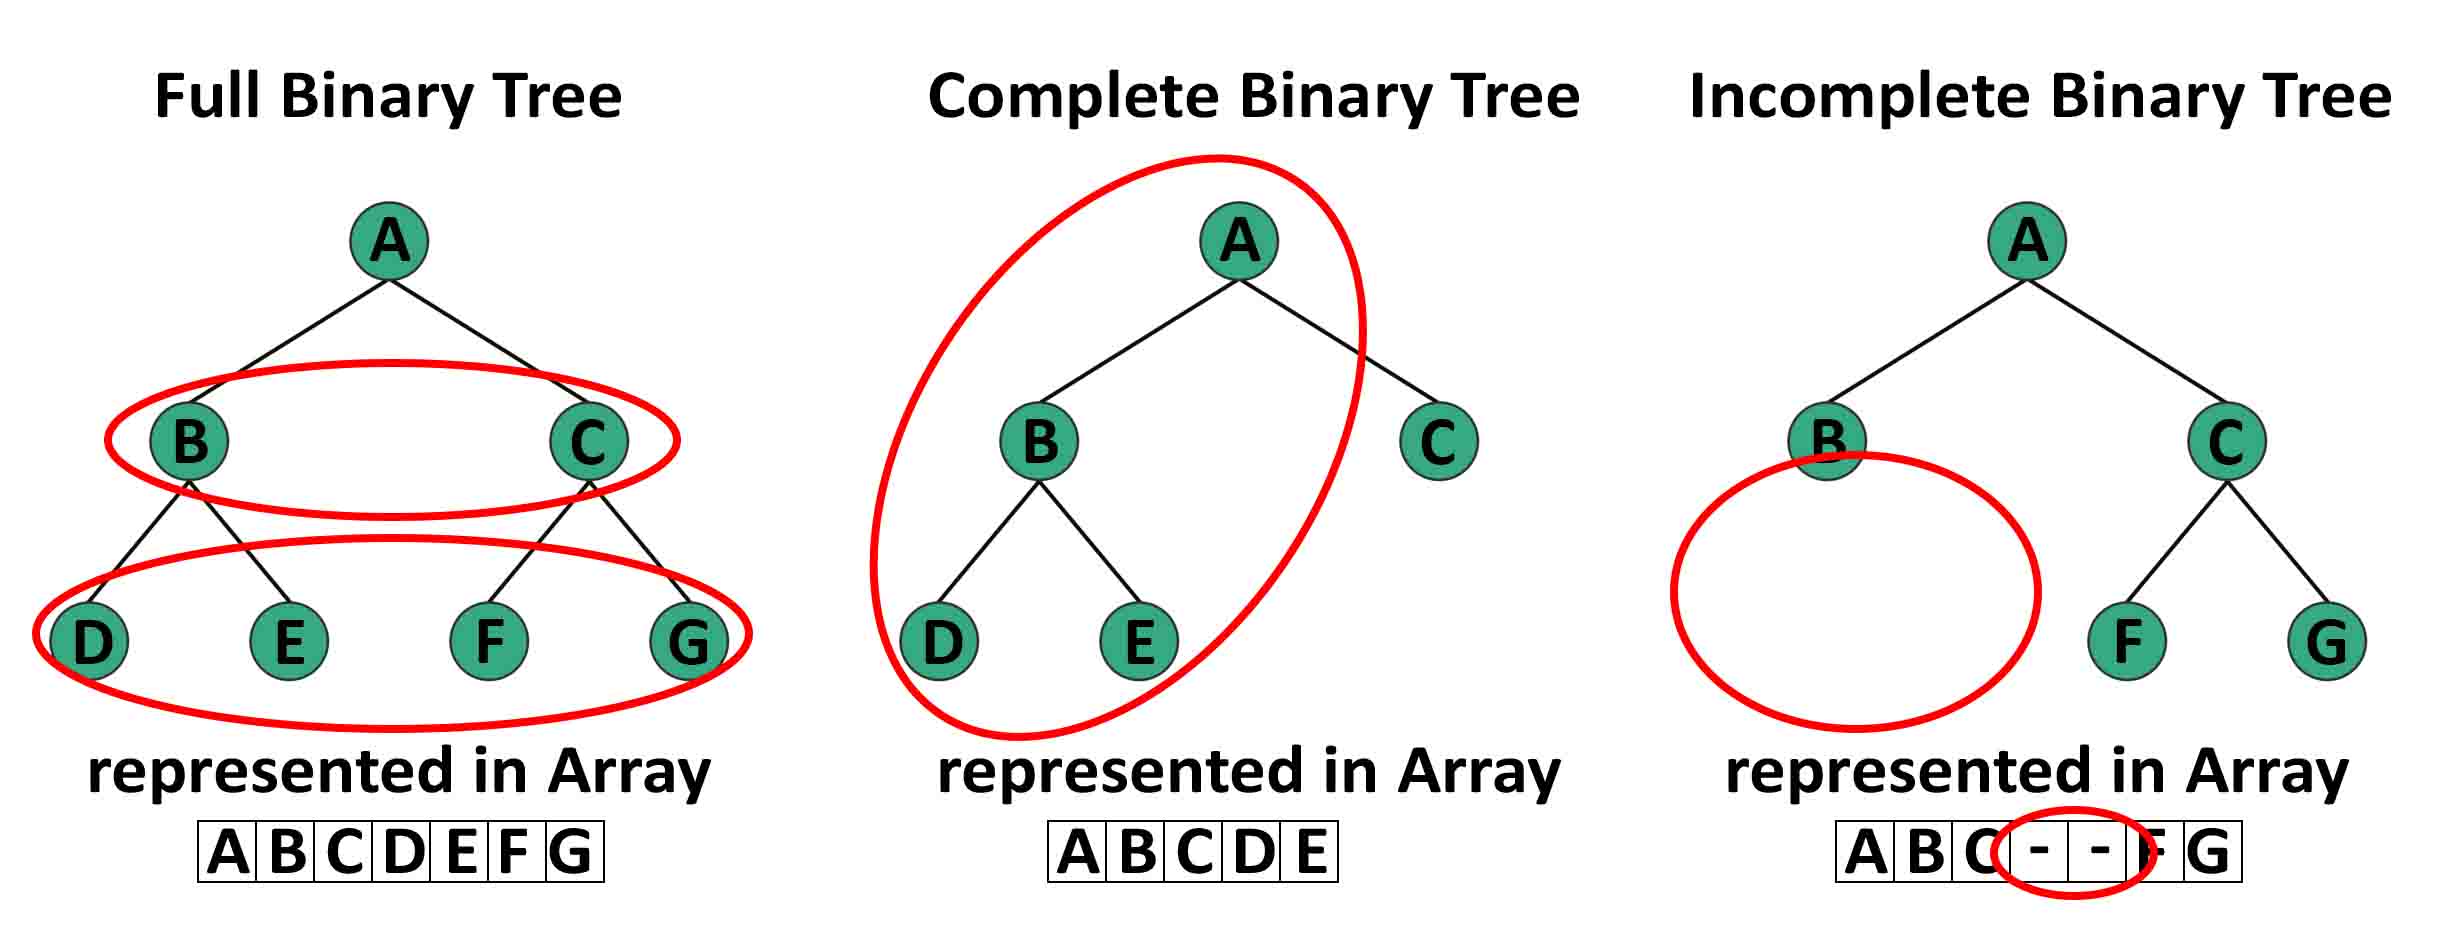 Full Binary Tree
A
B C
D E F G
represented in Array
A B C D E F G
Complete Binary Tree
A
B C
D E
represented in Array
A B C D E
Incomplete Binary Tree
A
B C
F G
represented in Array
A B C - - F G